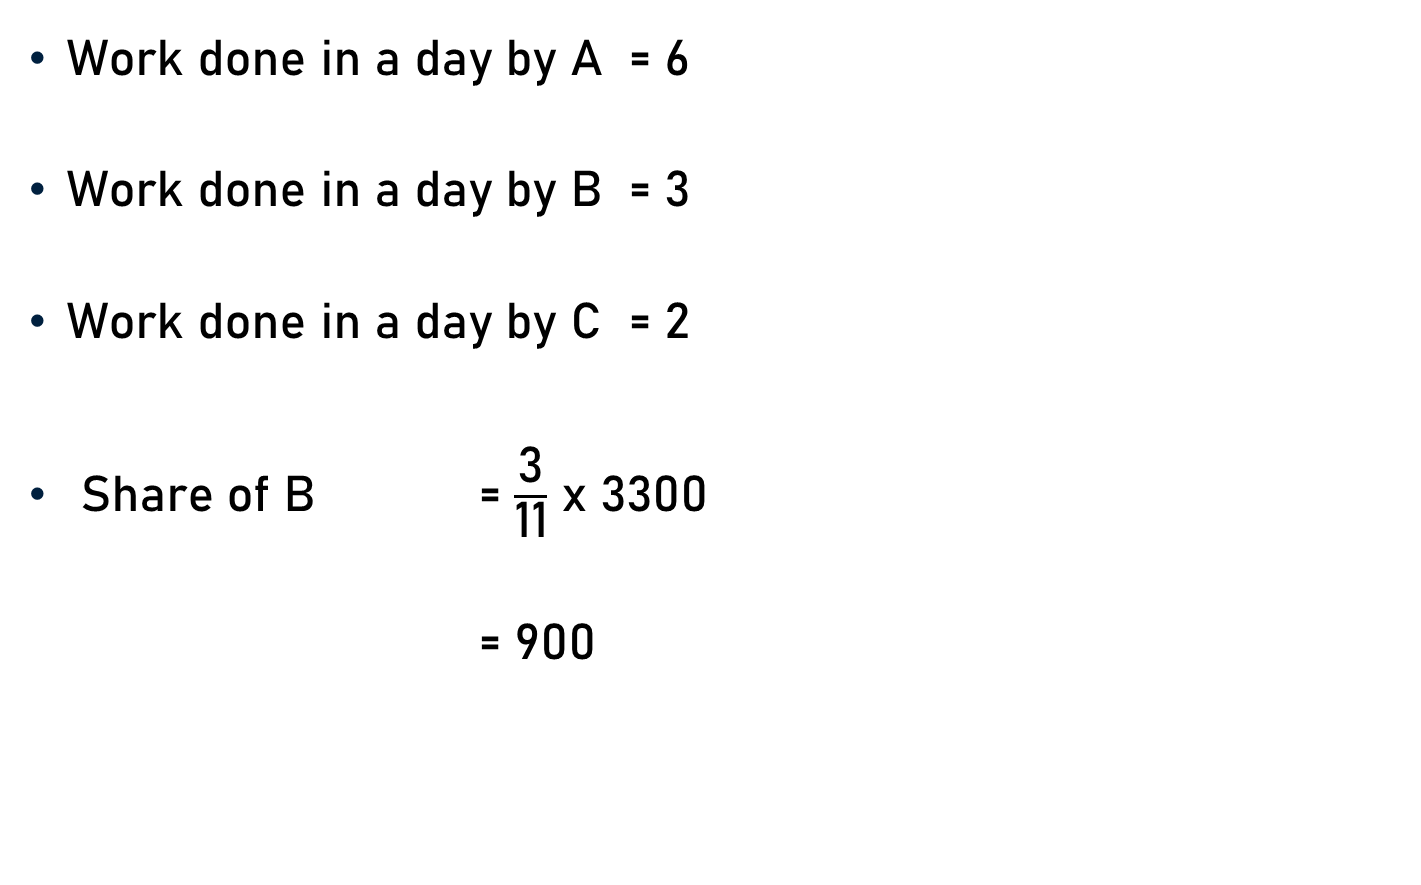 • Work done in a day by A = 6
• Work done in a day by B = 3
• Work done in a day by C = 2
• Share of B = 3/11 x 3300
= 900